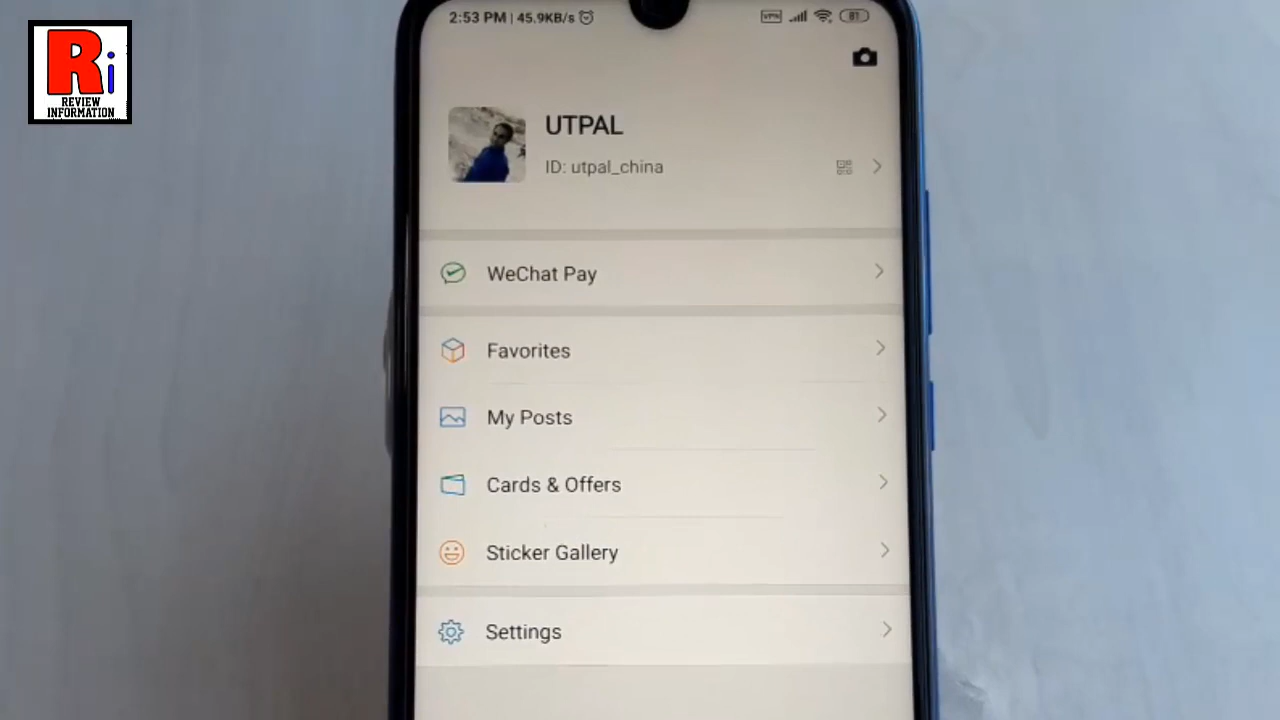 2:53 PM | 45.9KB/s
VPN
81
Ri
REVIEW
INFORMATION
UTPAL
ID: utpal_china
WeChat Pay
Favorites
My Posts
Cards & Offers
Sticker Gallery
Settings